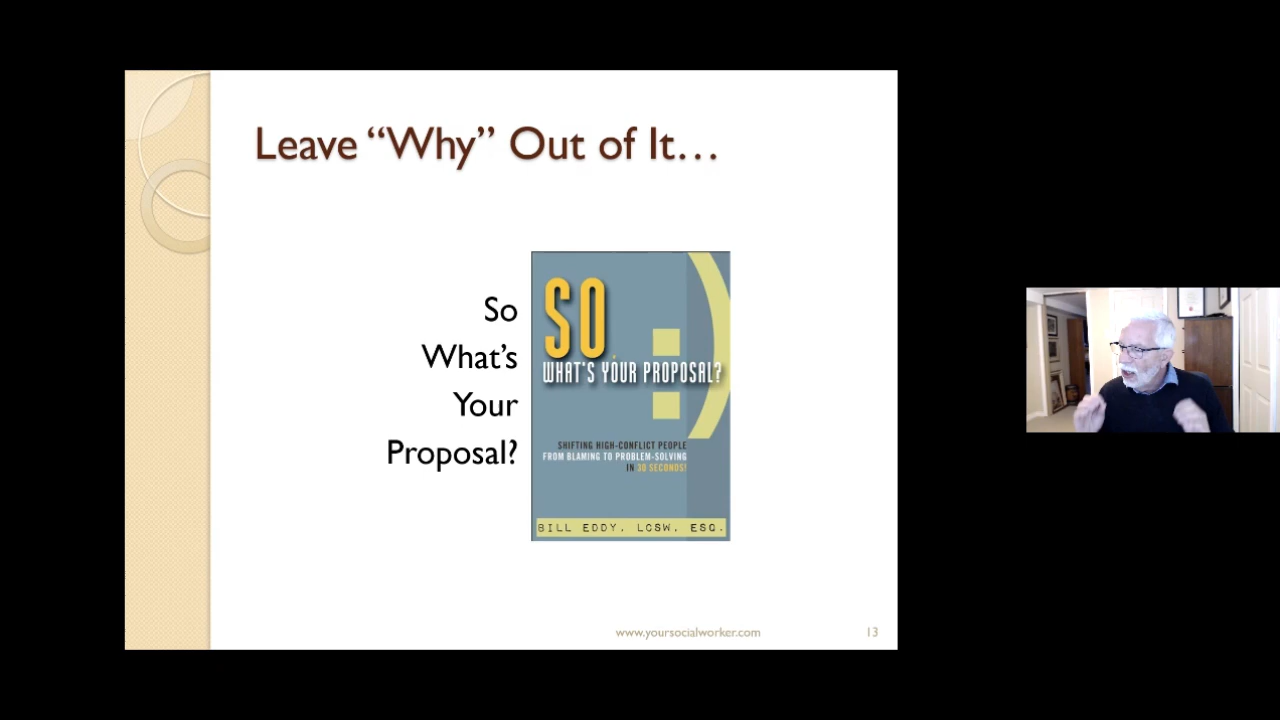 Leave “Why” Out of It…
So
What’s
Your
Proposal?
SO,
WHAT'S YOUR PROPOSAL?
SHIFTING HIGH-CONFLICT PEOPLE
FROM BLAMING TO PROBLEM-SOLVING
IN 30 SECONDS!
BILL EDDY, LCSW, ESQ.
www.yoursocialworker.com
13